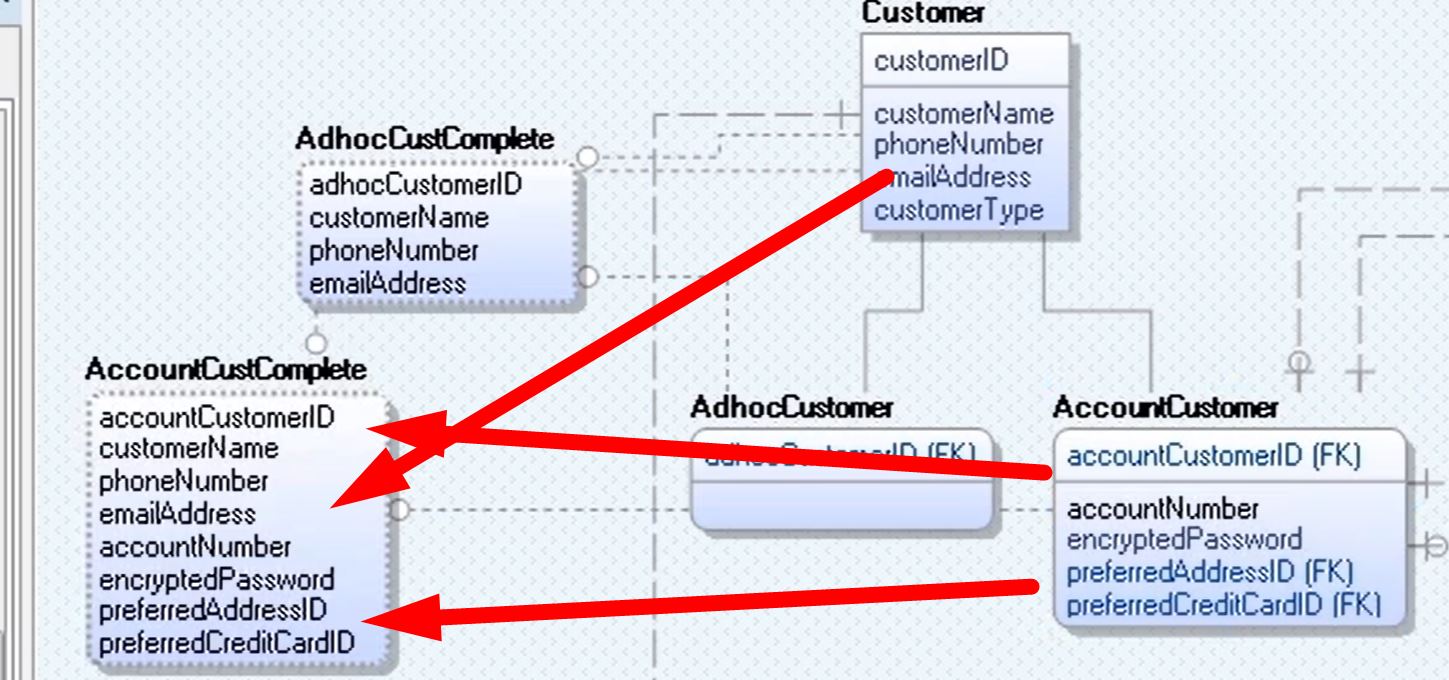 Customer
customerID
customerName
phoneNumber
emailAddress
customerType
AdhocCustComplete
adhocCustomerID
customerName
phoneNumber
emailAddress
AccountCustComplete
accountCustomerID
customerName
phoneNumber
emailAddress
accountNumber
encryptedPassword
preferredAddressID
preferredCreditCardID
AdhocCustomer
adhocCustomerID (FK)
AccountCustomer
accountCustomerID (FK)
accountNumber
encryptedPassword
preferredAddressID (FK)
preferredCreditCardID (FK)